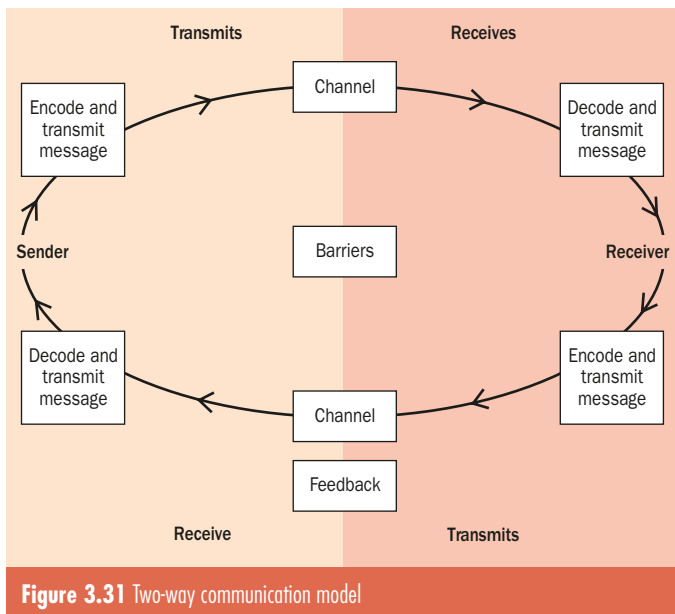 Transmits
Receives
Channel
Encode and
transmit
message
Decode and
transmit
message
Sender
Barriers
Receiver
Decode and
transmit
message
Encode and
transmit
message
Channel
Feedback
Receive
Transmits
Figure 3.31 Two-way communication model